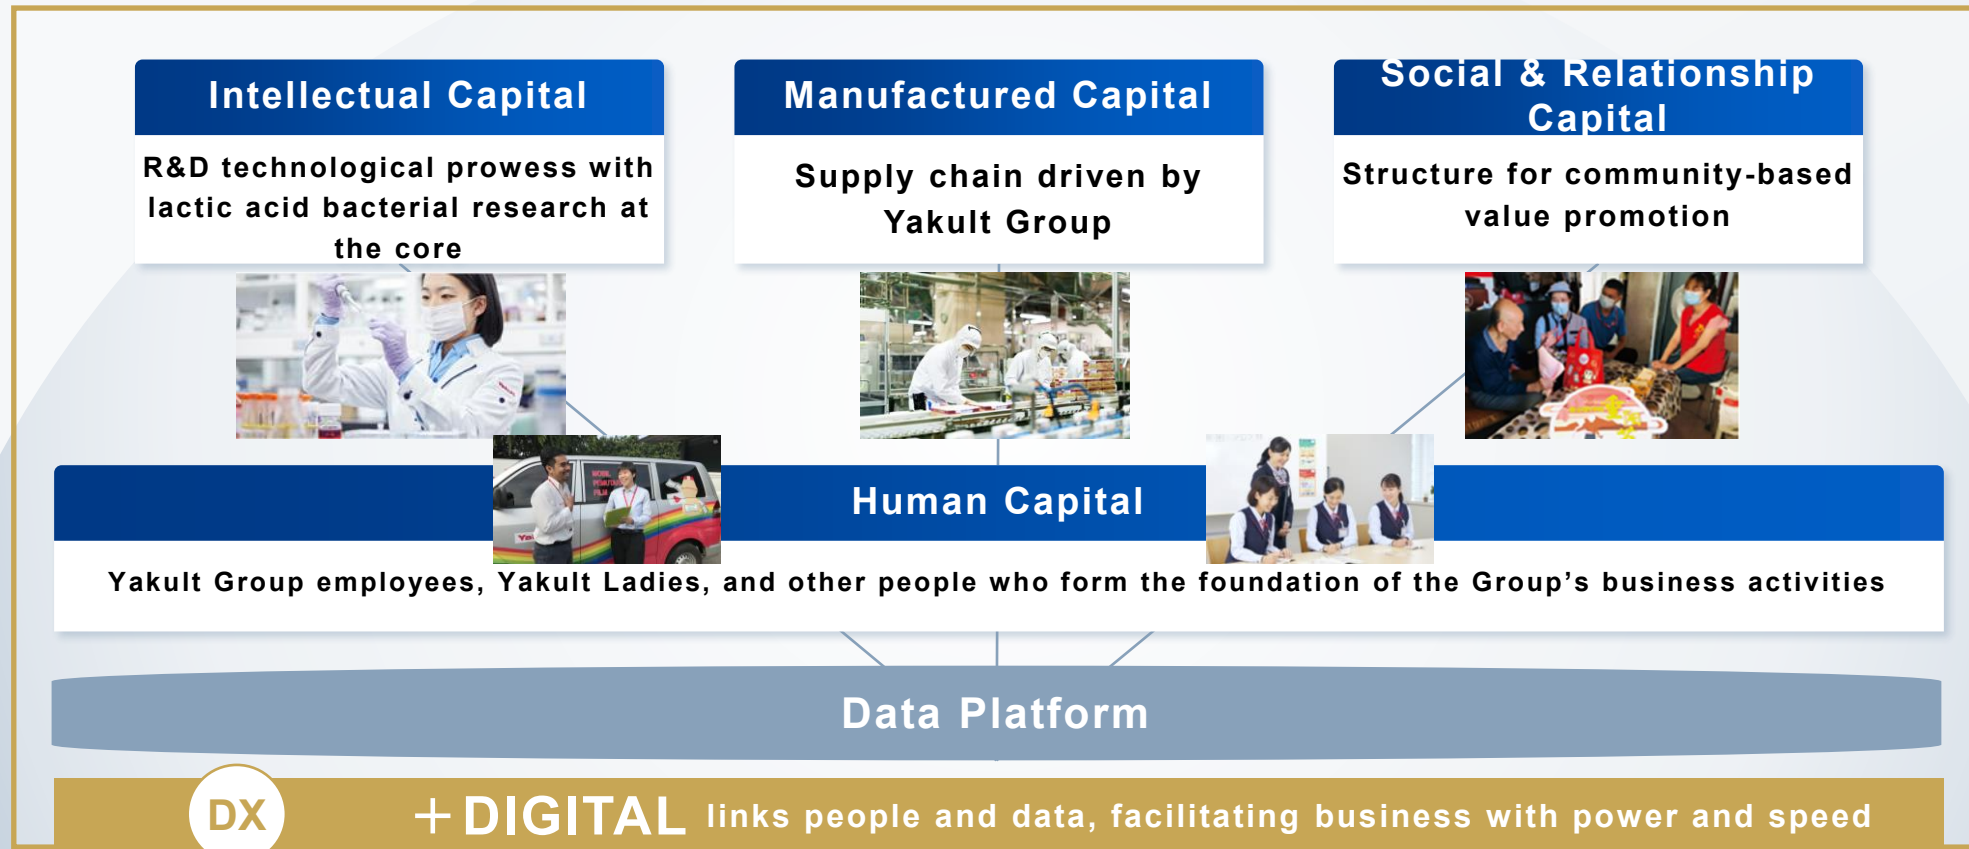 Intellectual Capital
R&D technological prowess with
lactic acid bacterial research at
the core
Manufactured Capital
Supply chain driven by
Yakult Group
Social & Relationship
Capital
Structure for community-based
value promotion
Human Capital
Yakult Group employees, Yakult Ladies, and other people who form the foundation of the Group’s business activities
Data Platform
DX
+DIGITAL links people and data, facilitating business with power and speed